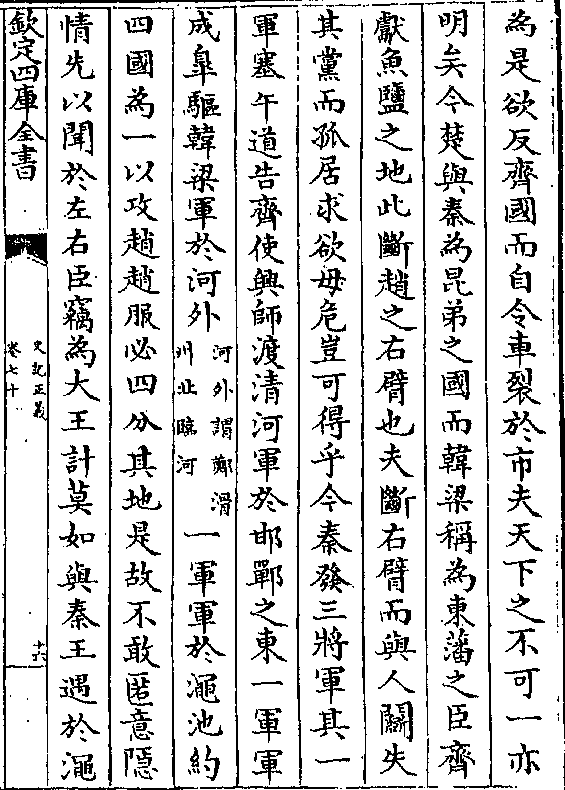 為是欲反齊國而自令車裂於市夫天下之不可一亦
明矣今楚與秦為昆弟之國而韓梁稱為東藩之臣齊
獻魚鹽之地此斷趙之右臂也夫斷右臂而與人鬭失
其黨而孤居求欲毋危豈可得乎今秦發三將軍其一
軍塞午道告齊使興師渡清河軍於邯鄲之東一軍軍
成臯驅韓梁軍於河外河外謂鄭滑州北臨河一軍軍於澠池約
四國為一以攻趙趙服必四分其地是故不敢匿意隱
情先以聞於左右臣竊為大王計莫如與秦王遇於澠
欽定四庫全書
史記正義
卷七十
十六